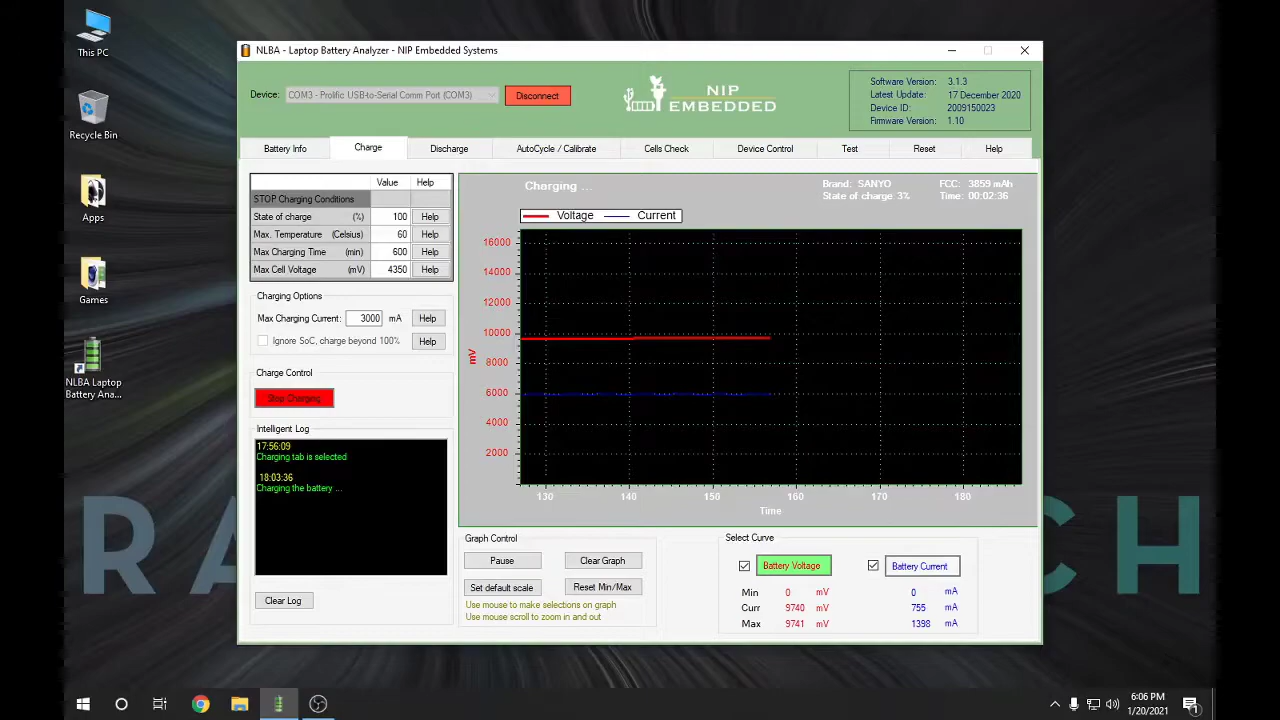 This PC
Recycle Bin
Apps
Games
NLBA Laptop
Battery Ana...
NLBA - Laptop Battery Analyzer - NIP Embedded Systems
Device: COM3 - Prolific USB-to-Serial Comm Port (COM3) Disconnect
NIP
EMBEDDED
Software Version: 3.1.3
Latest Update: 17 December 2020
Device ID: 2009150023
Firmware Version: 1.10
Battery Info Charge Discharge AutoCycle / Calibrate Cells Check Device Control Test Reset Help
Value Help
STOP Charging Conditions
State of charge (%) 100 Help
Max. Temperature (Celsius) 60 Help
Max Charging Time (min) 600 Help
Max Cell Voltage (mV) 4350 Help
Charging Options
Max Charging Current: 3000 mA Help
Ignore SoC, charge beyond 100% Help
Charge Control
Stop Charging
Intelligent Log
17:56:09
Charging tab is selected
18:03:36
Charging the battery ...
Clear Log
Charging ...
Brand: SANYO FCC: 3859 mAh
State of charge 3% Time: 00:02:36
Voltage Current
16000
14000
12000
10000
8000
6000
4000
2000
mV
130 140 150 160 170 180
Time
Graph Control
Pause Clear Graph
Set default scale Reset Min/Max
Use mouse to make selections on graph
Use mouse scroll to zoom in and out
Select Curve
Battery Voltage Battery Current
Min 0 mV 0 mA
Curr 9740 mV 755 mA
Max 9741 mV 1398 mA
6:06 PM
1/20/2021
1